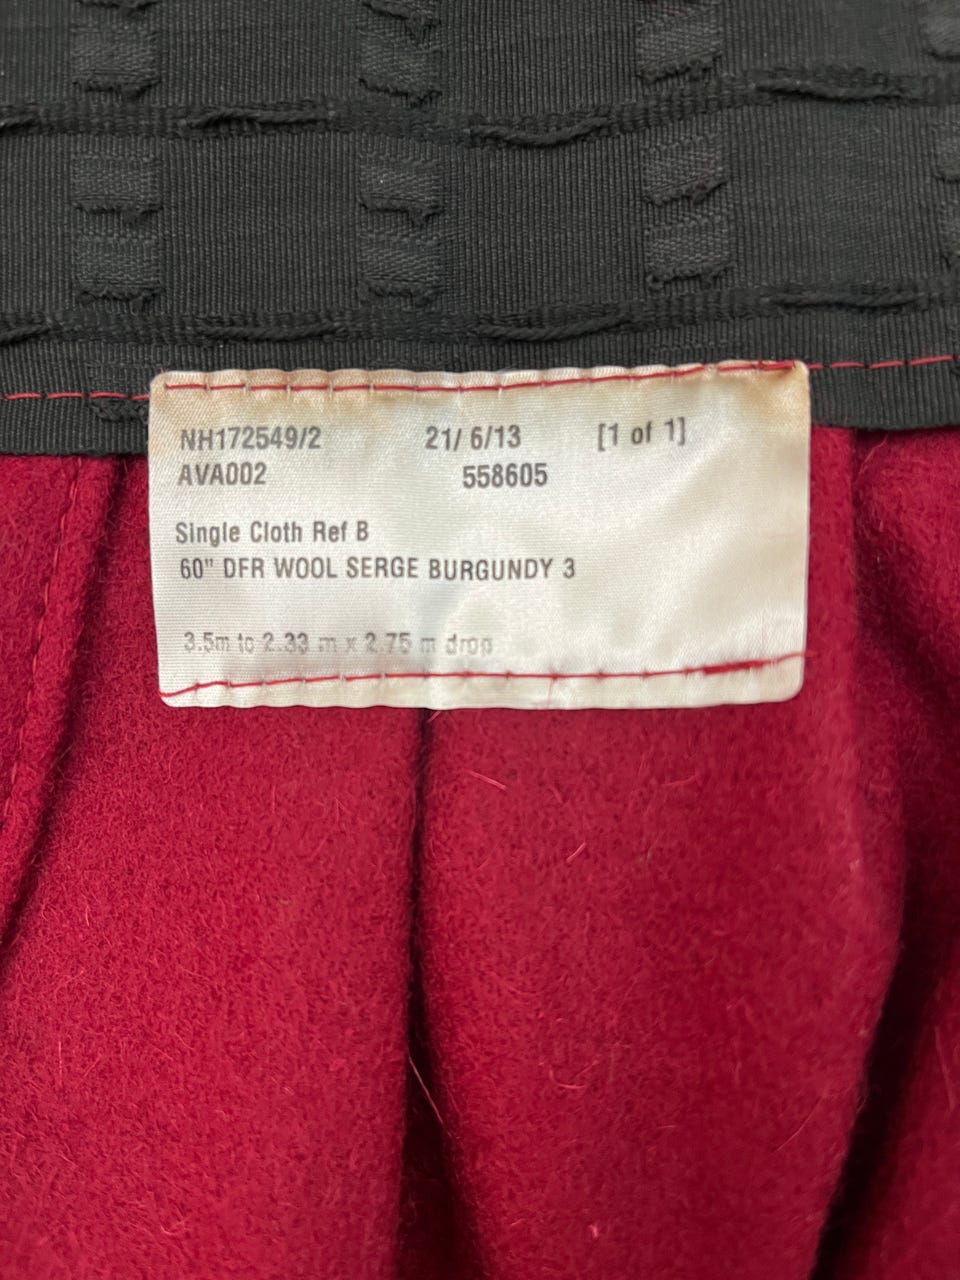 NH172549/2 21/ 6/13 [1 of 1]
AVA002 558605
Single Cloth Ref B
60" DFR WOOL SERGE BURGUNDY 3
3.5m to 2.33 m x 2.75 m drop